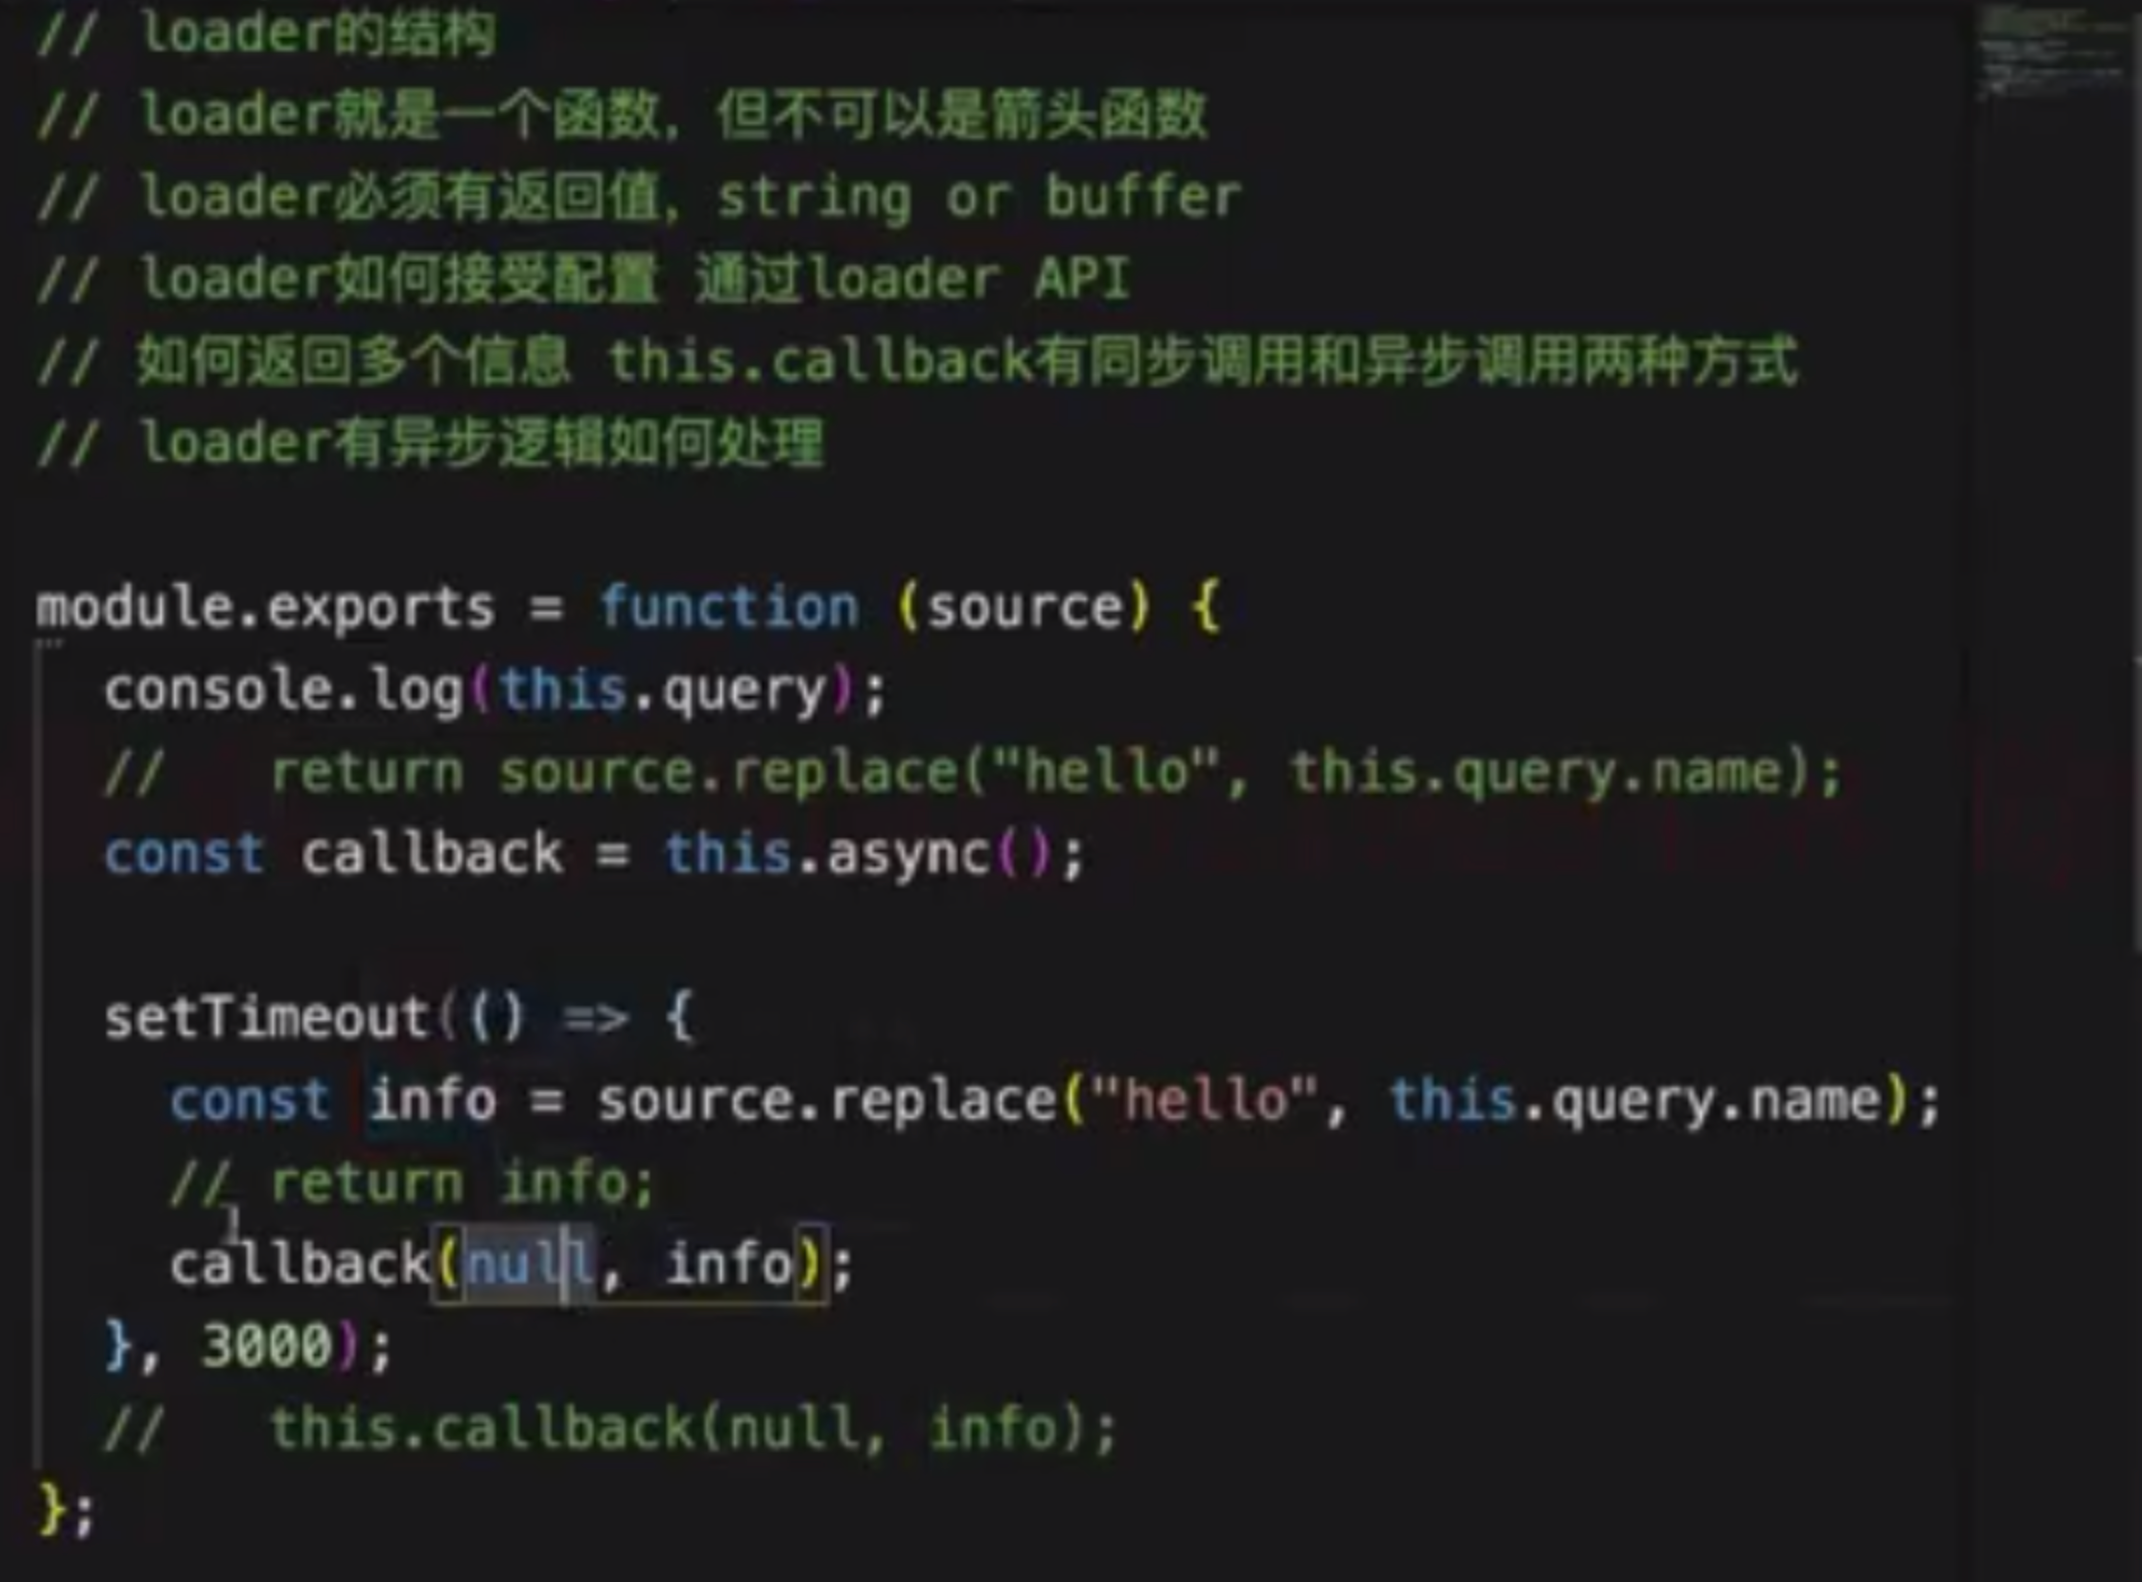 // loader的结构
// loader就是一个函数，但不可以是箭头函数
// loader必须有返回值，string or buffer
// loader如何接受配置 通过loader API
// 如何返回多个信息 this.callback有同步调用和异步调用两种方式
// loader有异步逻辑如何处理
module.exports = function (source) {
  console.log(this.query);
  //   return source.replace("hello", this.query.name);
  const callback = this.async();
  setTimeout(() => {
    const info = source.replace("hello", this.query.name);
    // return info;
    callback(null, info);
  }, 3000);
  //   this.callback(null, info);
};